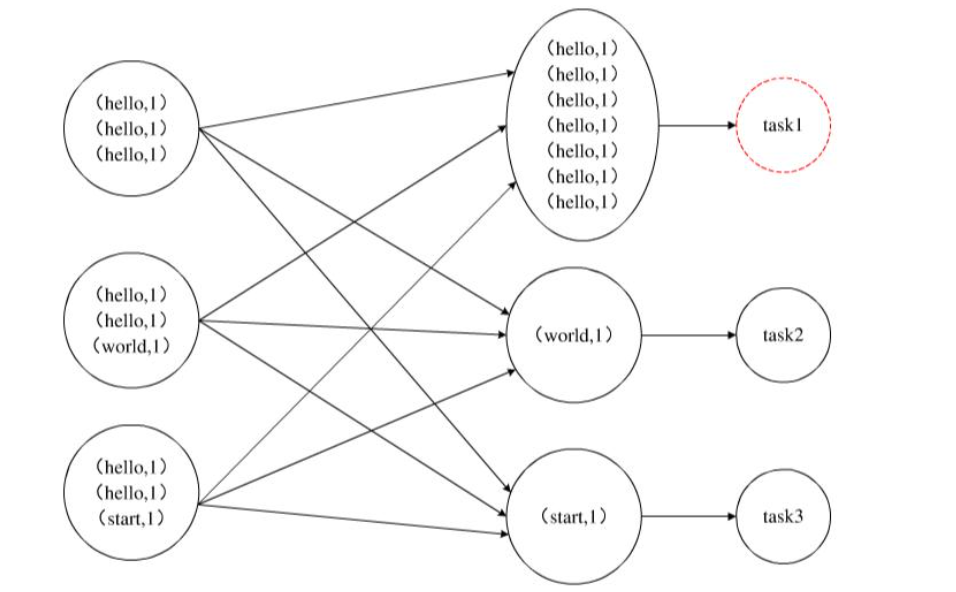 (hello,1)
(hello,1)
(hello,1)
(hello,1)
(hello,1)
(world,1)
(hello,1)
(hello,1)
(start,1)
(hello,1)
(hello,1)
(hello,1)
(hello,1)
(hello,1)
(hello,1)
(hello,1)
(world,1)
(start,1)
task1
task2
task3